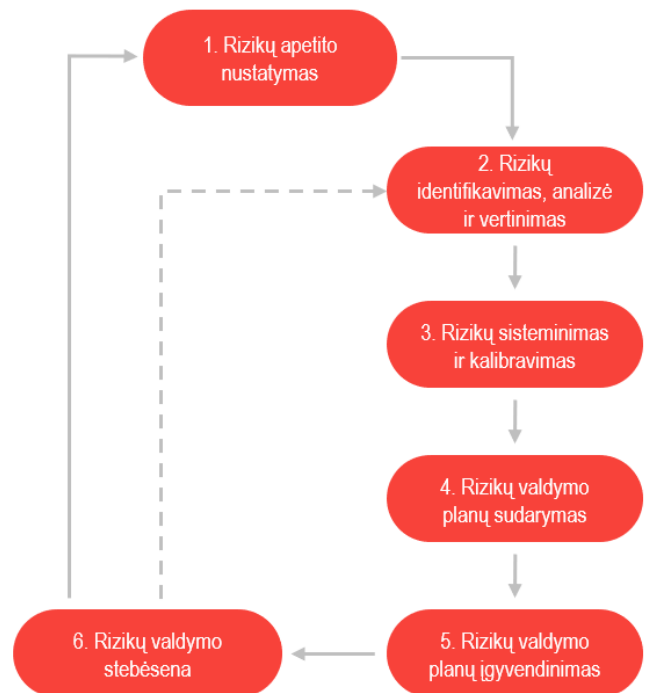 1. Rizikų apetito
nustatymas
2. Rizikų
identifikavimas, analizė
ir vertinimas
3. Rizikų sisteminimas
ir kalibravimas
4. Rizikų valdymo
planų sudarymas
5. Rizikų valdymo
planų įgyvendinimas
6. Rizikų valdymo
stebėsena